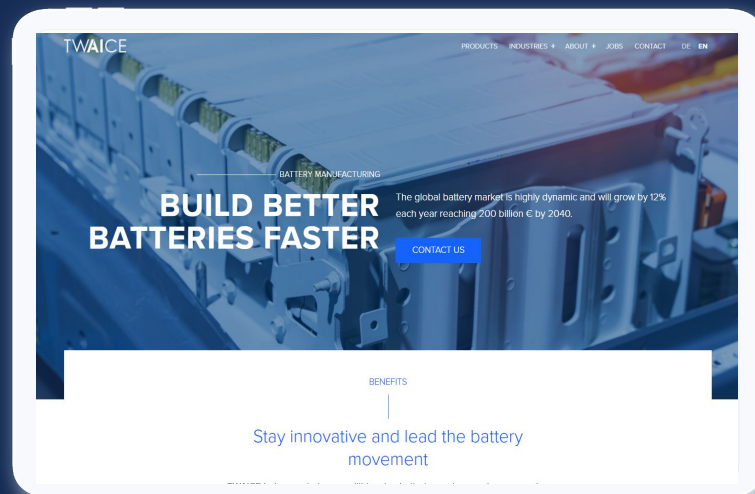 TWAICE
PRODUCTS INDUSTRIES + ABOUT + JOBS CONTACT DE EN
BATTERY MANUFACTURING
BUILD BETTER
BATTERIES FASTER
The global battery market is highly dynamic and will grow by 12%
each year reaching 200 billion € by 2040.
CONTACT US
BENEFITS
Stay innovative and lead the battery
movement